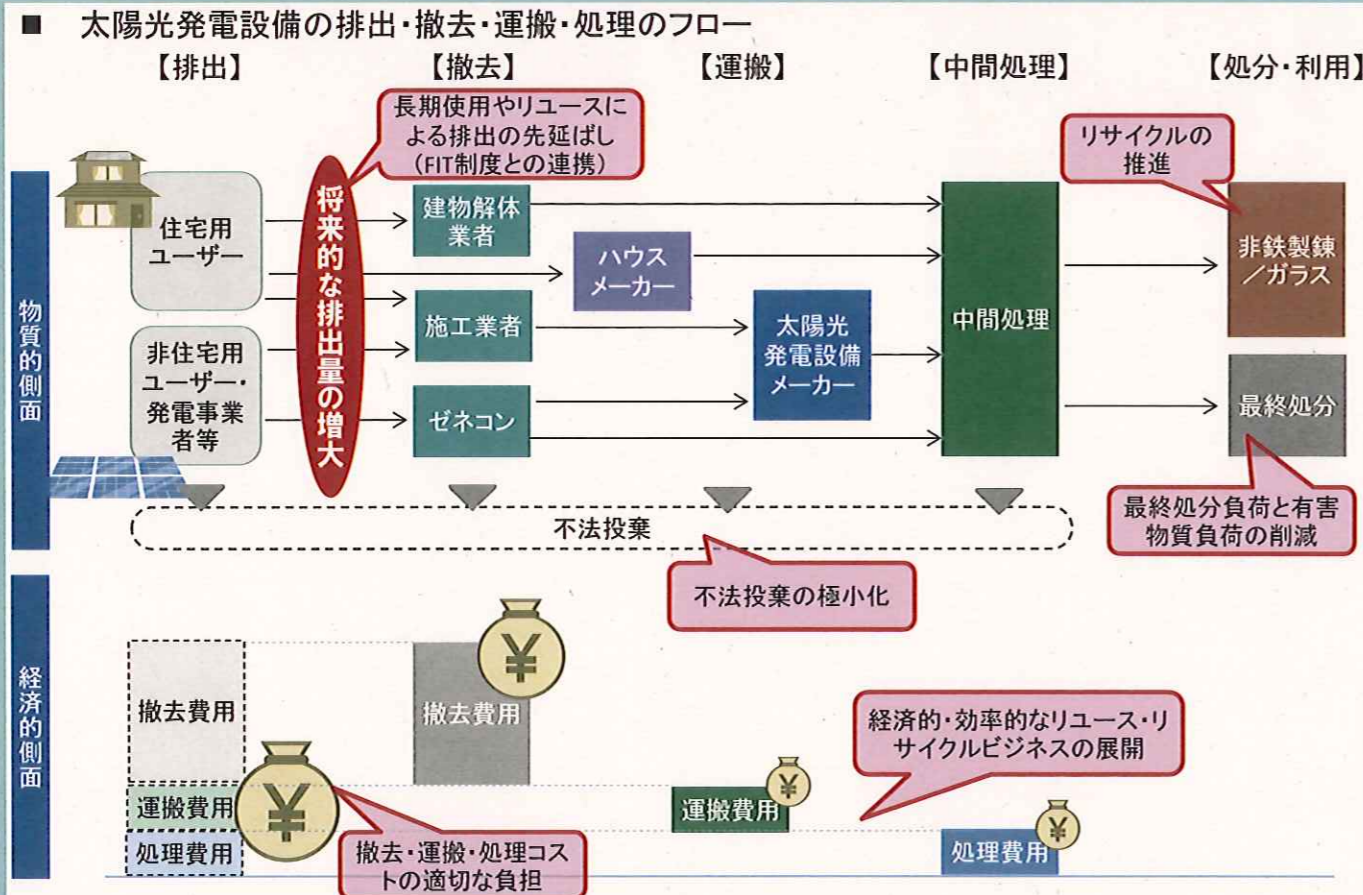 ■ 太陽光発電設備の排出・撤去・運搬・処理のフロー
【排出】
【撤去】
【運搬】
【中間処理】
【処分・利用】
長期使用やリユースに
よる排出の先延ばし
(FIT制度との連携)
リサイクルの
推進
物質的側面
住宅用
ユーザー
将来的な排出量の増大
建物解体
業者
ハウス
メーカー
施工業者
太陽光
発電設備
メーカー
中間処理
非鉄製錬
/ガラス
非住宅用
ユーザー・
発電事業
者等
ゼネコン
最終処分
不法投棄
最終処分負荷と有害
物質負荷の削減
不法投棄の極小化
経済的側面
撤去費用
¥
撤去費用
¥
経済的・効率的なリユース・リ
サイクルビジネスの展開
運搬費用
運搬費用
¥
処理費用
撤去・運搬・処理コス
トの適切な負担
処理費用
¥